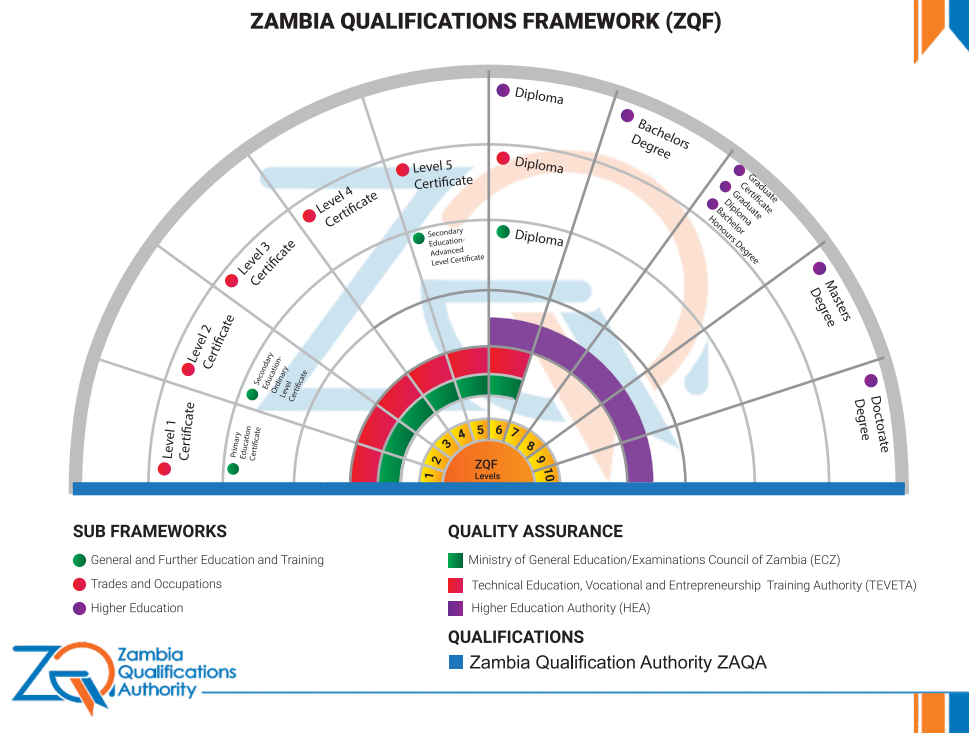 ZAMBIA QUALIFICATIONS FRAMEWORK (ZQF)
Diploma
Bachelors
Degree
Graduate
Certificate
Graduate
Diploma
Bachelor
Honours Degree
Masters
Degree
Doctorate
Degree
Diploma
Level 5
Certificate
Level 4
Certificate
Level 3
Certificate
Level 2
Certificate
Level 1
Certificate
Diploma
Secondary
Education-
Advanced
Level Certificate
Secondary
Education-
Ordinary
Level
Certificate
Primary
Education
Certificate
1
2
3
4
5
6
7
8
9
10
ZQF
Levels
SUB FRAMEWORKS
General and Further Education and Training
Trades and Occupations
Higher Education
QUALITY ASSURANCE
Ministry of General Education/Examinations Council of Zambia (ECZ)
Technical Education, Vocational and Entrepreneurship Training Authority (TEVETA)
Higher Education Authority (HEA)
QUALIFICATIONS
Zambia Qualification Authority ZAQA
ZQ
Zambia
Qualifications
Authority